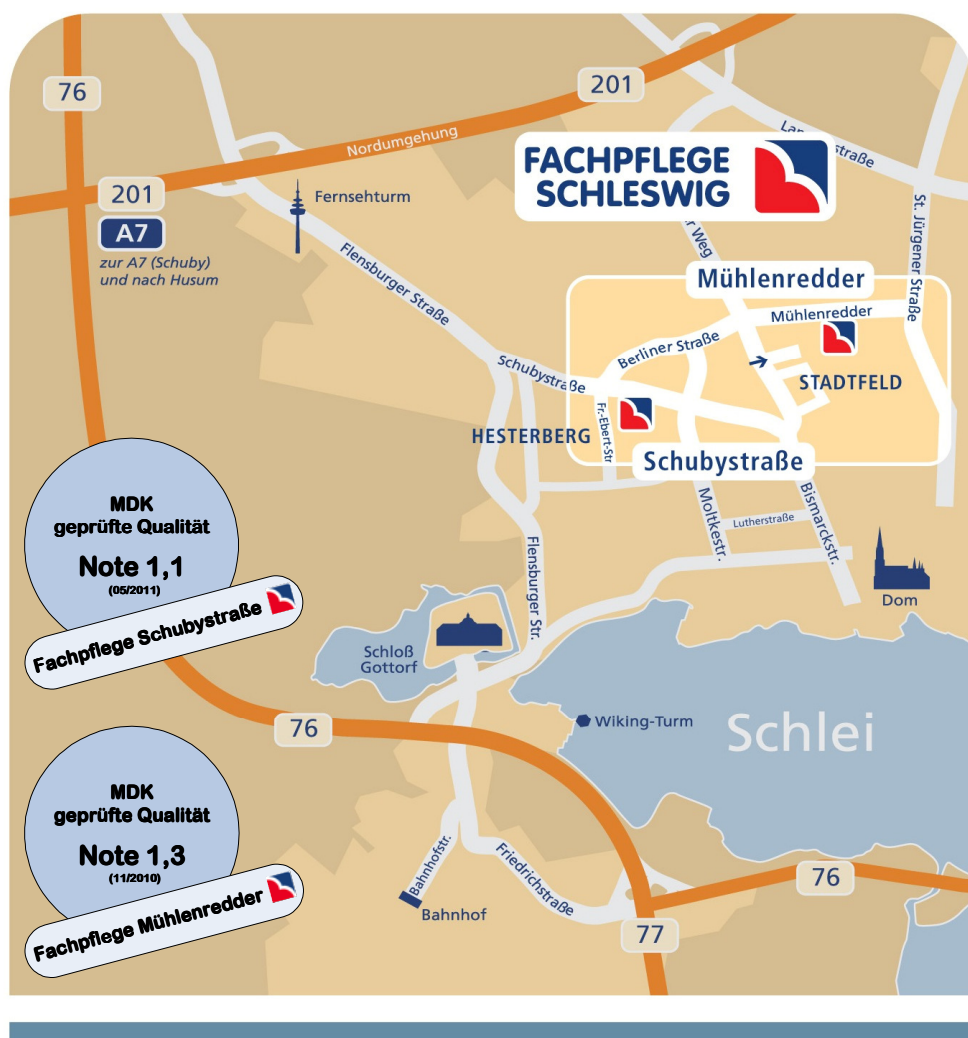 76
201
Nordumgehung
201
A7
zur A7 (Schuby)
und nach Husum
Fernsehturm
FACHPFLEGE
SCHLESWIG
straße
St. Jürgener Straße
Weg
Flensburger Straße
Mühlenredder
Mühlenredder
Berliner Straße
Schubystraße
STADTFELD
Fr.-Ebert-Str
HESTERBERG
Schubystraße
Moltkestr.
Lutherstraße
Bismarckstr.
Flensburger Str.
Dom
MDK
geprüfte Qualität
Note 1,1
(05/2011)
Fachpflege Schubystraße
Schloß
Gottorf
76
Wiking-Turm
Schlei
MDK
geprüfte Qualität
Note 1,3
(11/2010)
Fachpflege Mühlenredder
Bahnhofstr.
Bahnhof
Friedrichstraße
76
77